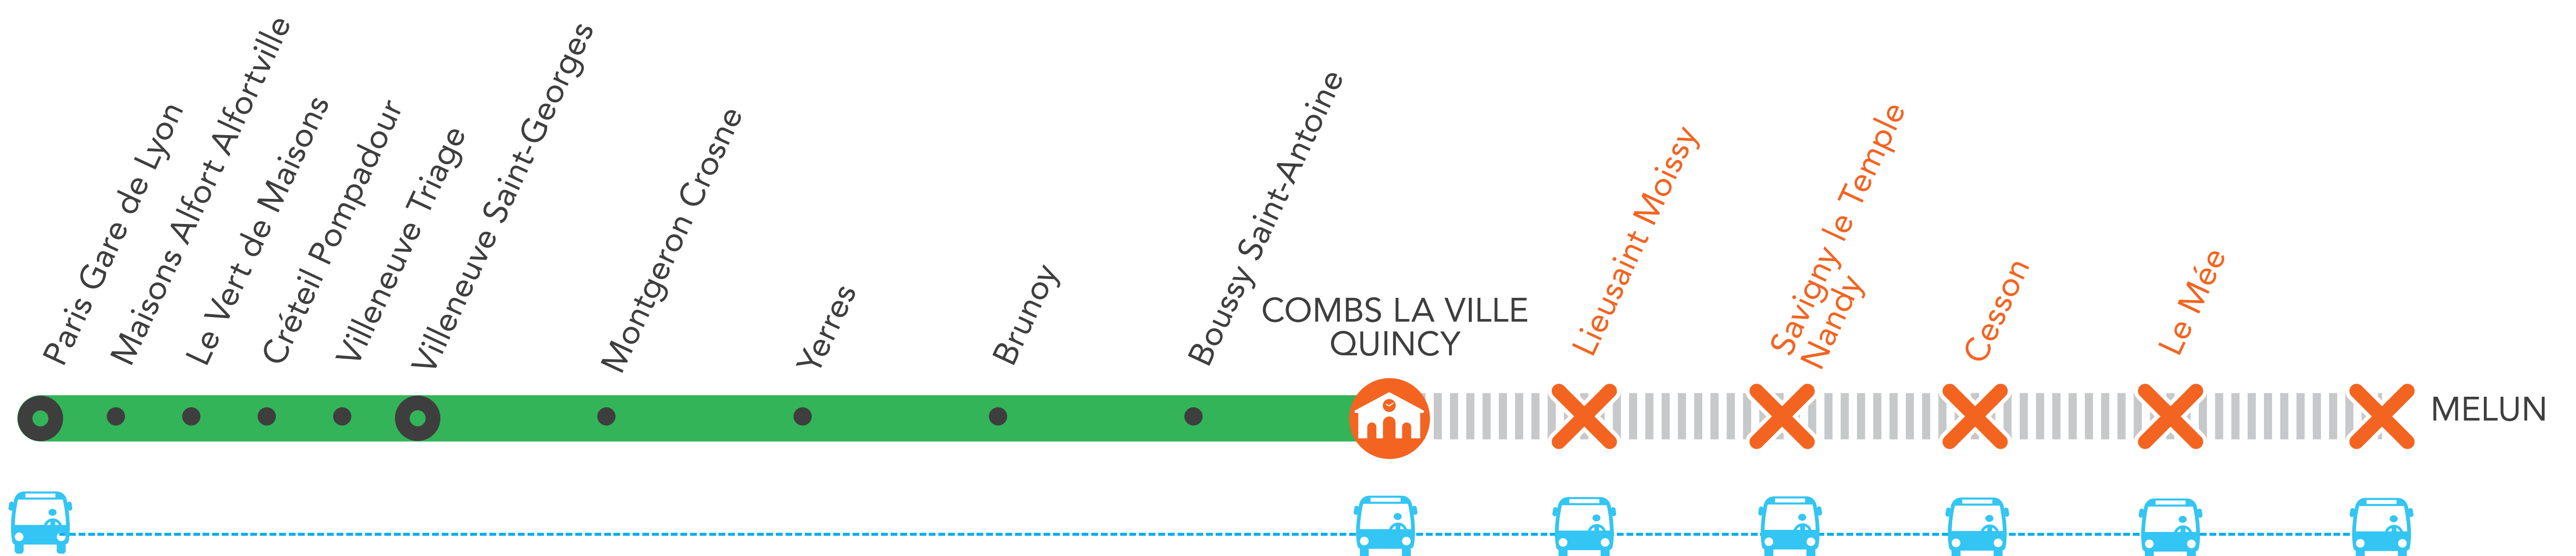 Paris Gare de Lyon
Maisons Alfort Alfortville
Le Vert de Maisons
Créteil Pompadour
Villeneuve Triage
Villeneuve Saint-Georges
Montgeron Crosne
Yerres
Brunoy
Boussy Saint-Antoine
COMBS LA VILLE
QUINCY
Lieusaint Moissy
Savigny le Temple
Nandy
Cesson
Le Mée
MELUN